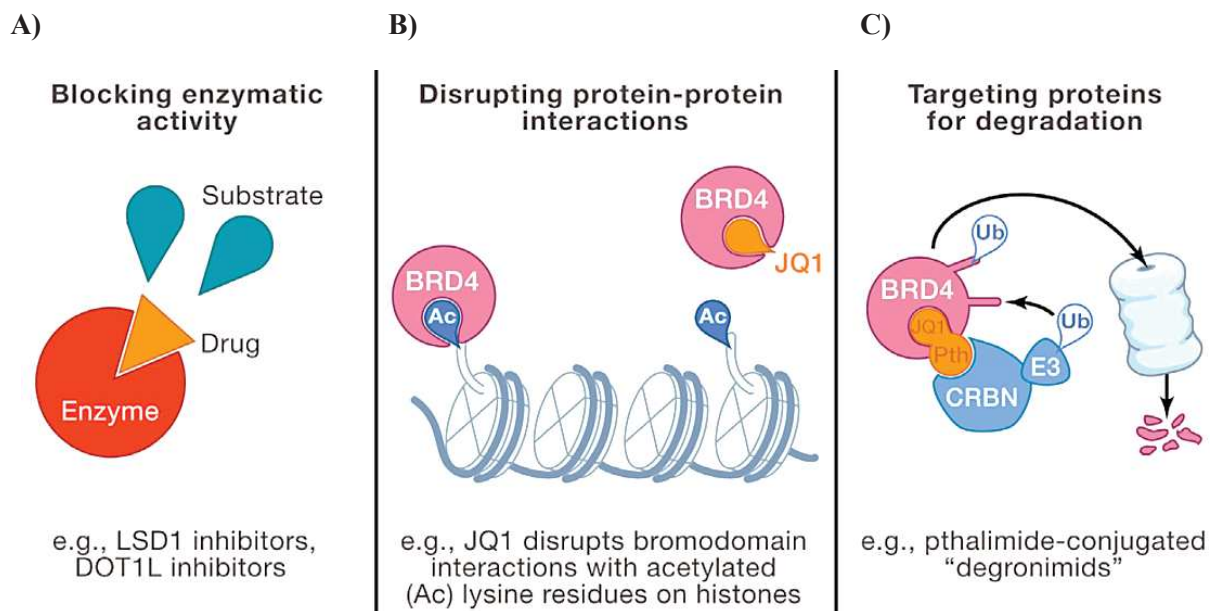 A)
B)
C)
Blocking enzymatic
activity
Substrate
Drug
Enzyme
e.g., LSD1 inhibitors,
DOT1L inhibitors
Disrupting protein-protein
interactions
BRD4
JQ1
BRD4
Ac
Ac
e.g., JQ1 disrupts bromodomain
interactions with acetylated
(Ac) lysine residues on histones
Targeting proteins
for degradation
Ub
BRD4
JQ1
Pth
Ub
E3
CRBN
e.g., pthalimide-conjugated
“degronimids”